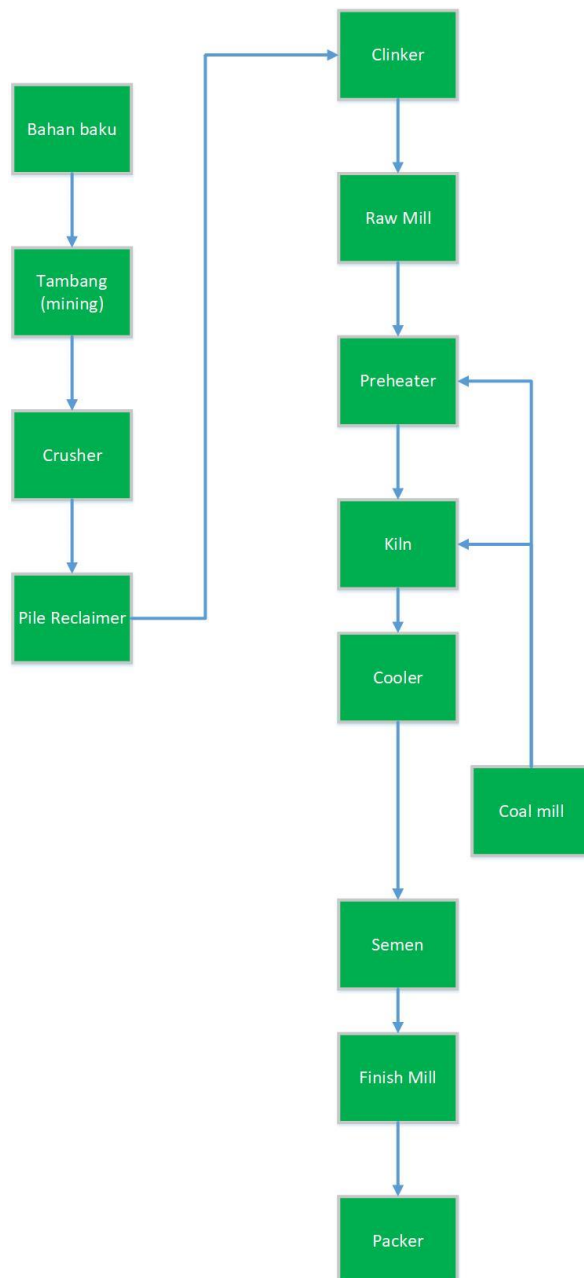 Bahan baku
Tambang
(mining)
Crusher
Pile Reclaimer
Clinker
Raw Mill
Preheater
Kiln
Cooler
Coal mill
Semen
Finish Mill
Packer